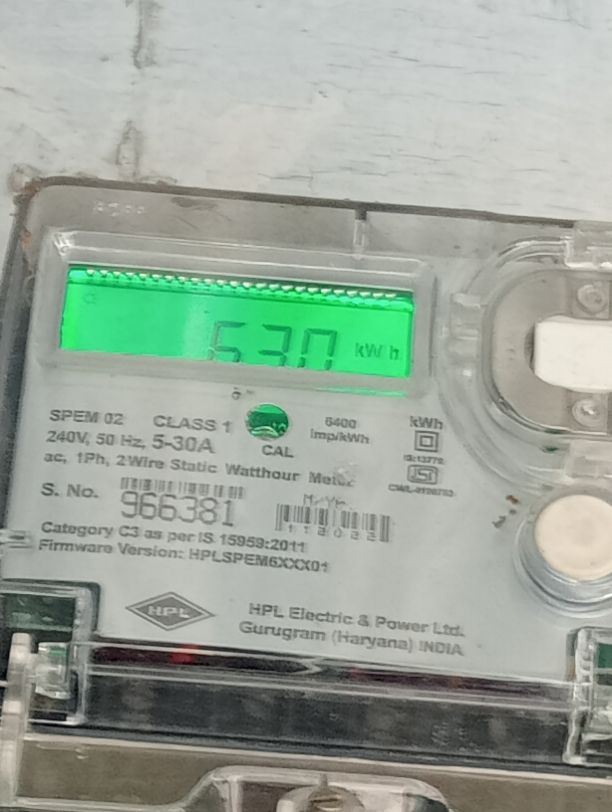 630 kWh
SPEM 02 CLASS 1 6400 kWh
240V, 50 Hz, 5-30A CAL imp/kWh
ac, 1Ph, 2Wire Static Watthour Meter
S. No. 966381
Category C3 as per IS 15959:2011
Firmware Version: HPLSPEM6XXX01
HPL HPL Electric & Power Ltd.
Gurugram (Haryana) INDIA